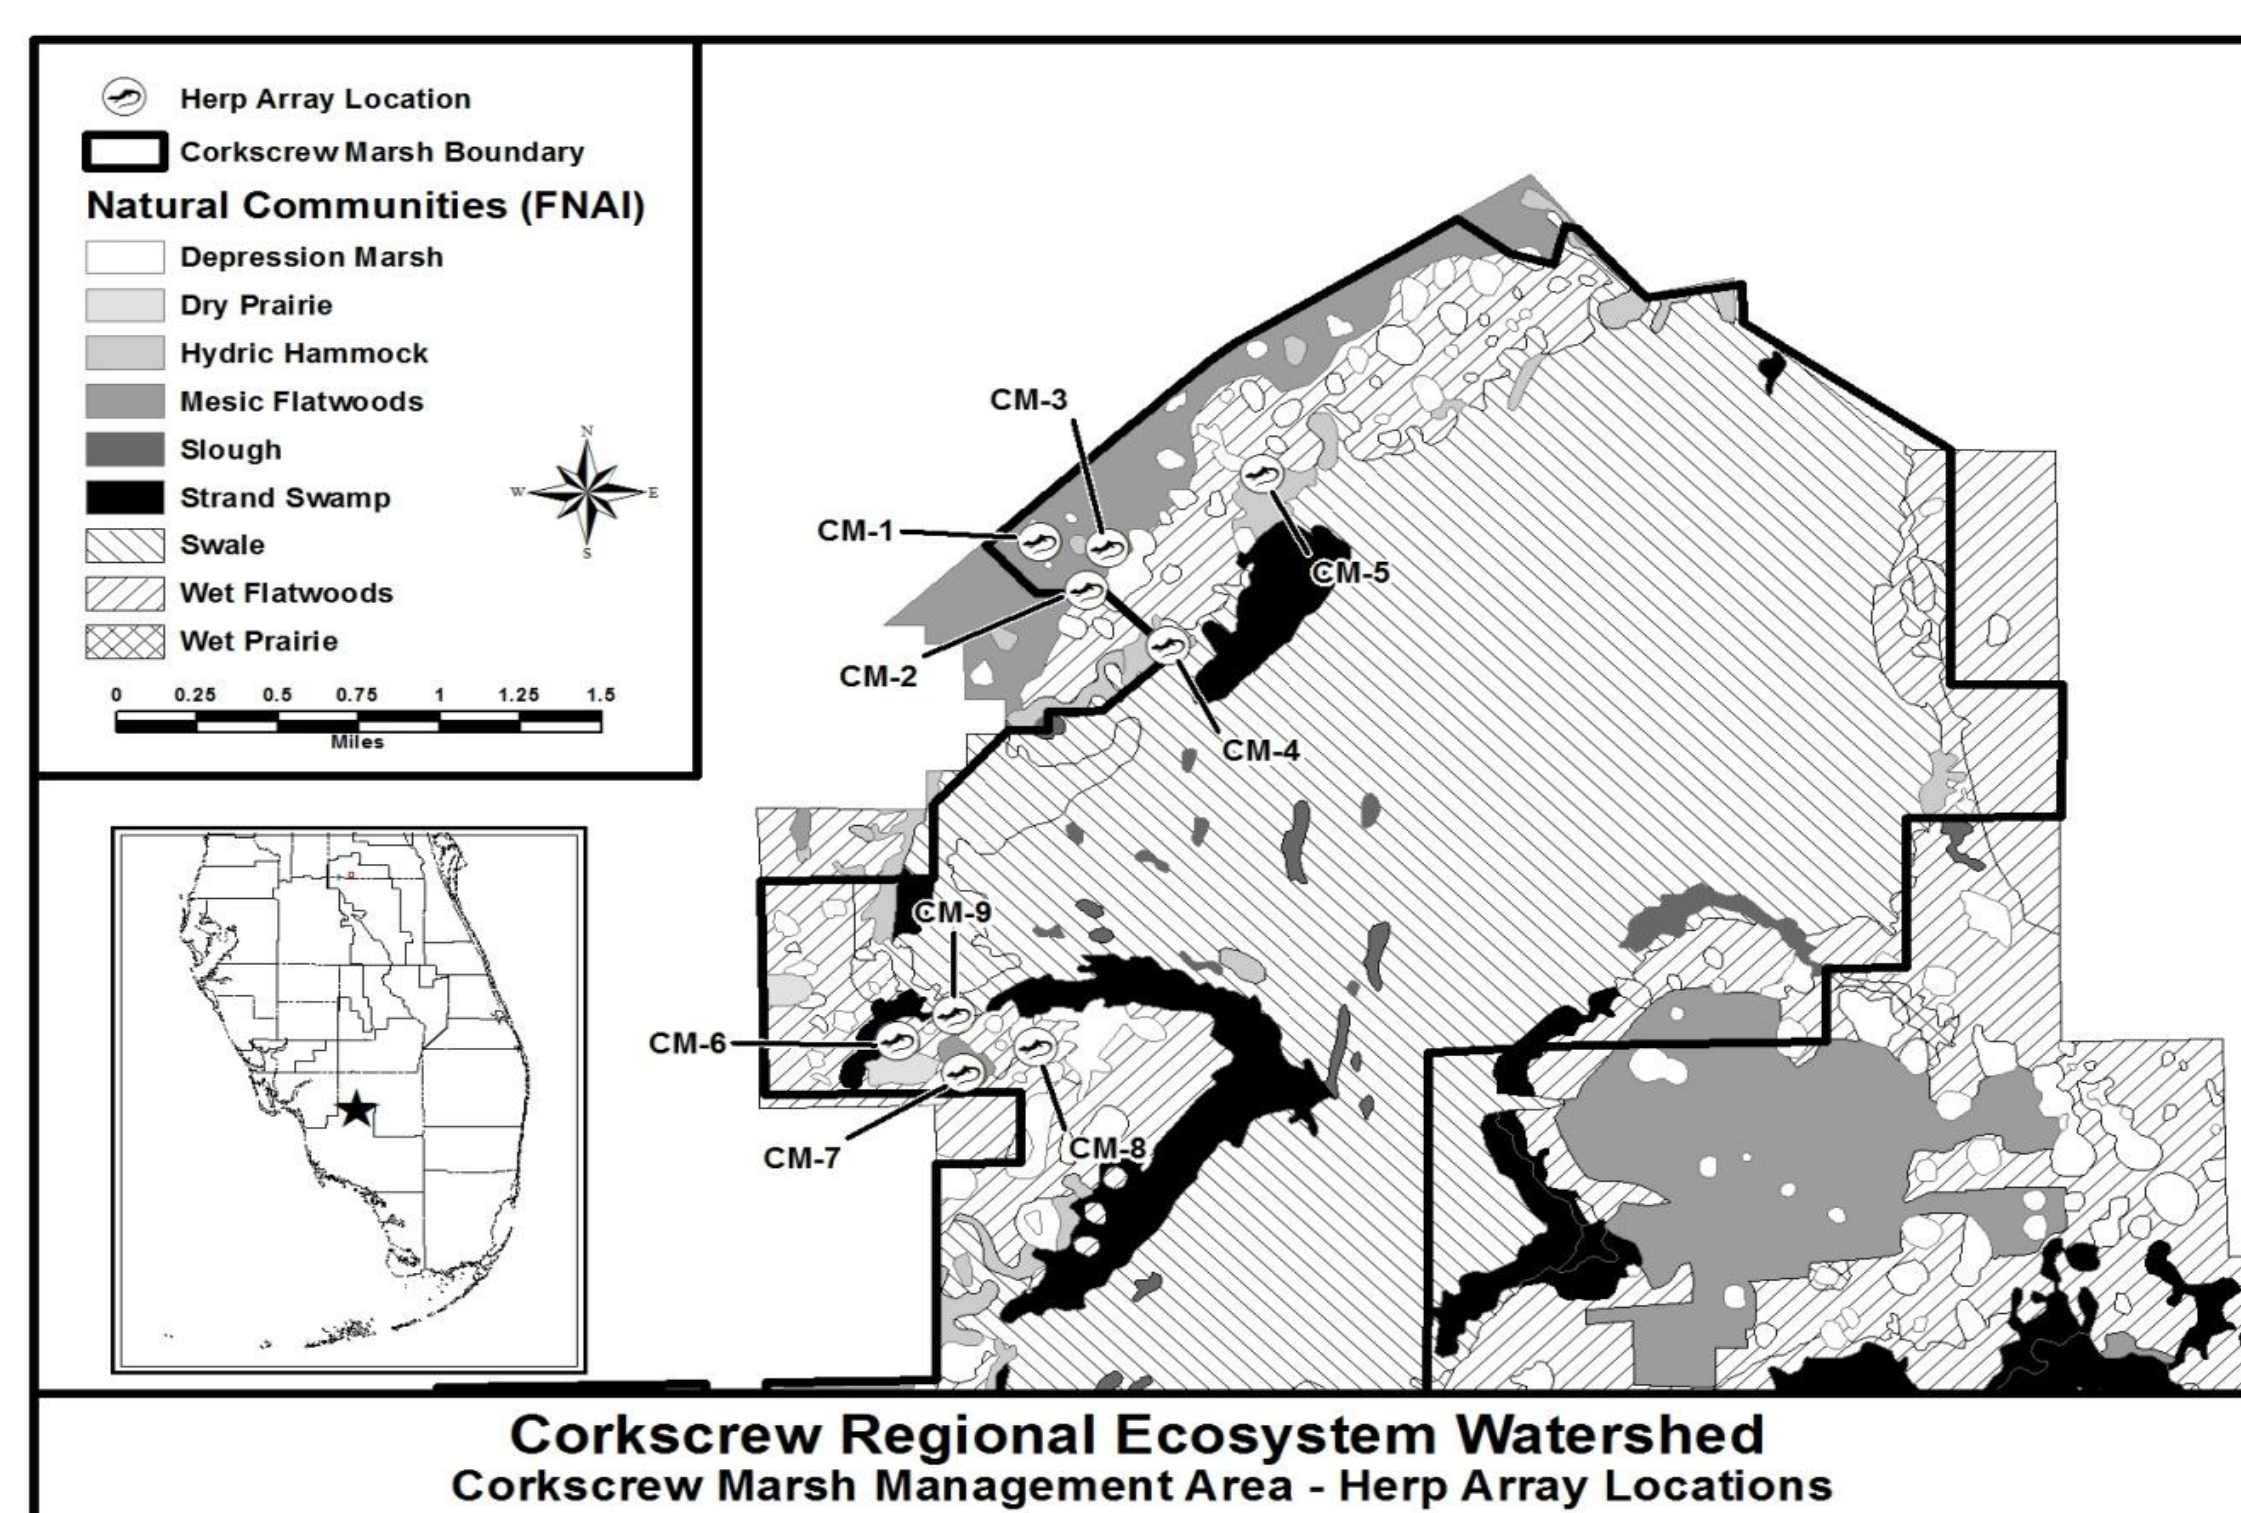 Herp Array Location
Corkscrew Marsh Boundary
Natural Communities (FNAI)
Depression Marsh
Dry Prairie
Hydric Hammock
Mesic Flatwoods
Slough
Strand Swamp
Swale
Wet Flatwoods
Wet Prairie
N
W
E
S
0 0.25 0.5 0.75 1 1.25 1.5
Miles
CM-3
CM-1
CM-5
CM-2
CM-4
CM-9
CM-6
CM-7
CM-8
Corkscrew Regional Ecosystem Watershed
Corkscrew Marsh Management Area - Herp Array Locations